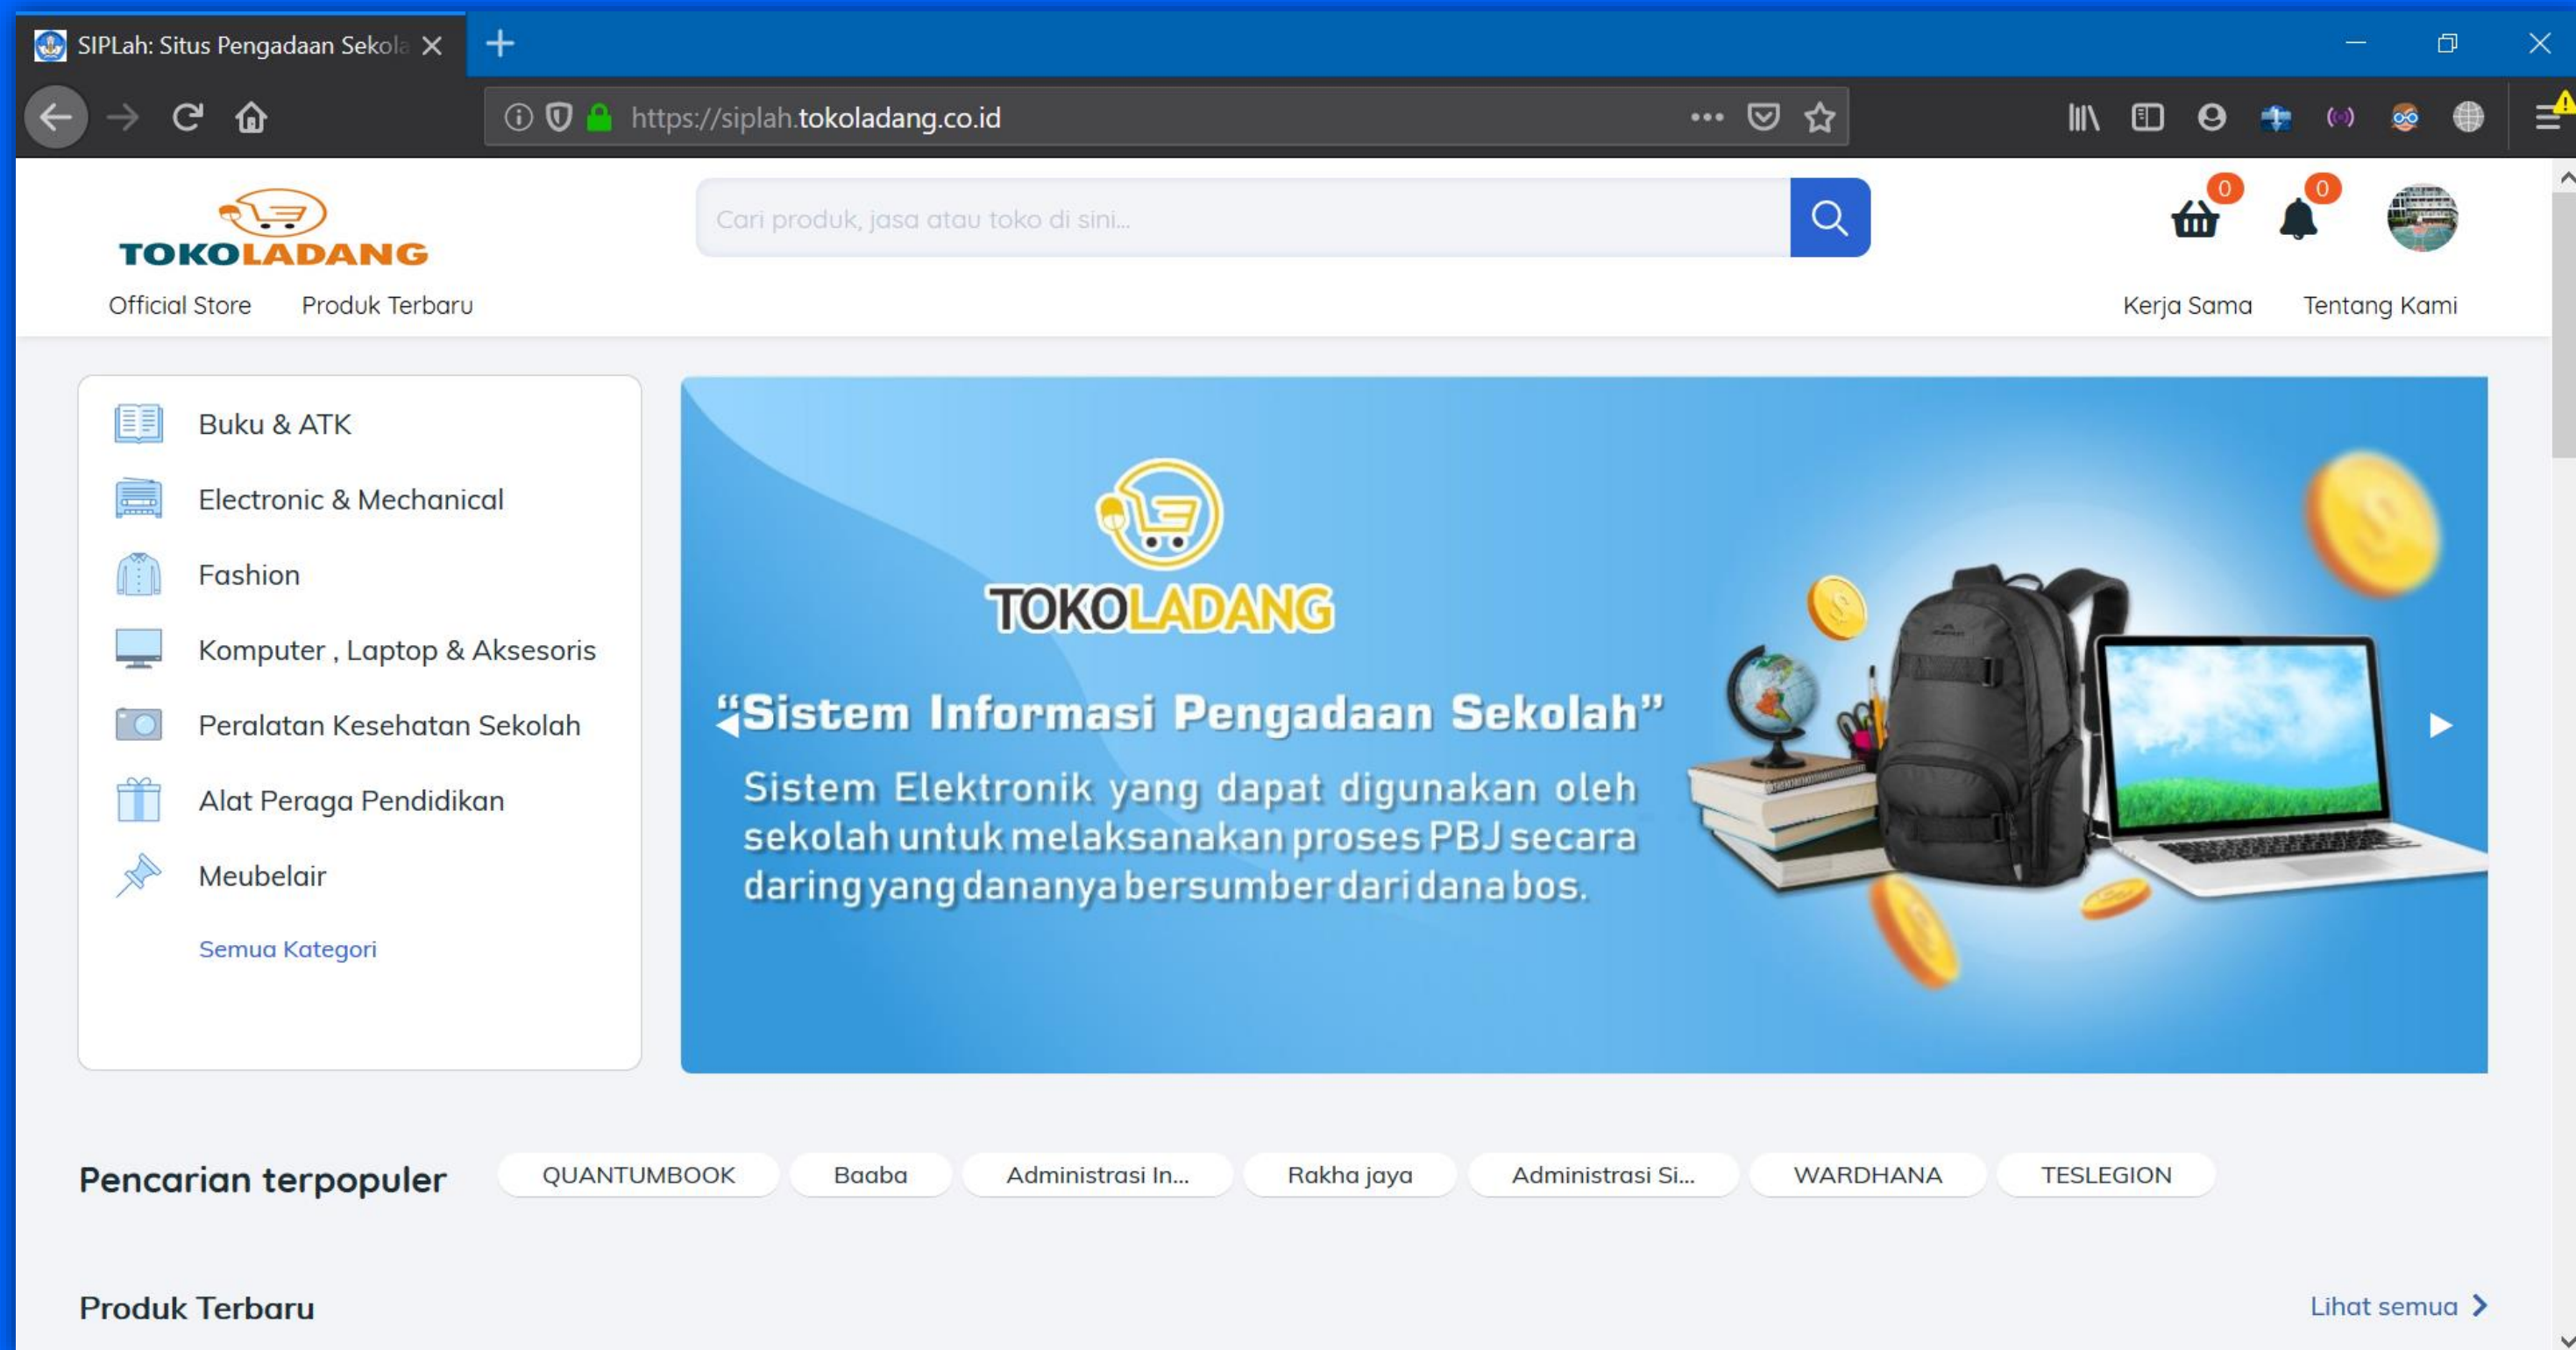 SIPLah: Situs Pengadaan Sekola
https://siplah.tokoladang.co.id
TOKOLADANG
Cari produk, jasa atau toko di sini...
0
0
Official Store
Produk Terbaru
Kerja Sama
Tentang Kami
Buku & ATK
Electronic & Mechanical
Fashion
Komputer , Laptop & Aksesoris
Peralatan Kesehatan Sekolah
Alat Peraga Pendidikan
Meubelair
Semua Kategori
TOKOLADANG
“Sistem Informasi Pengadaan Sekolah”
Sistem Elektronik yang dapat digunakan oleh
sekolah untuk melaksanakan proses PBJ secara
daring yang dananya bersumber dari dana bos.
Pencarian terpopuler
QUANTUMBOOK
Baaba
Administrasi In...
Rakha jaya
Administrasi Si...
WARDHANA
TESLEGION
Produk Terbaru
Lihat semua